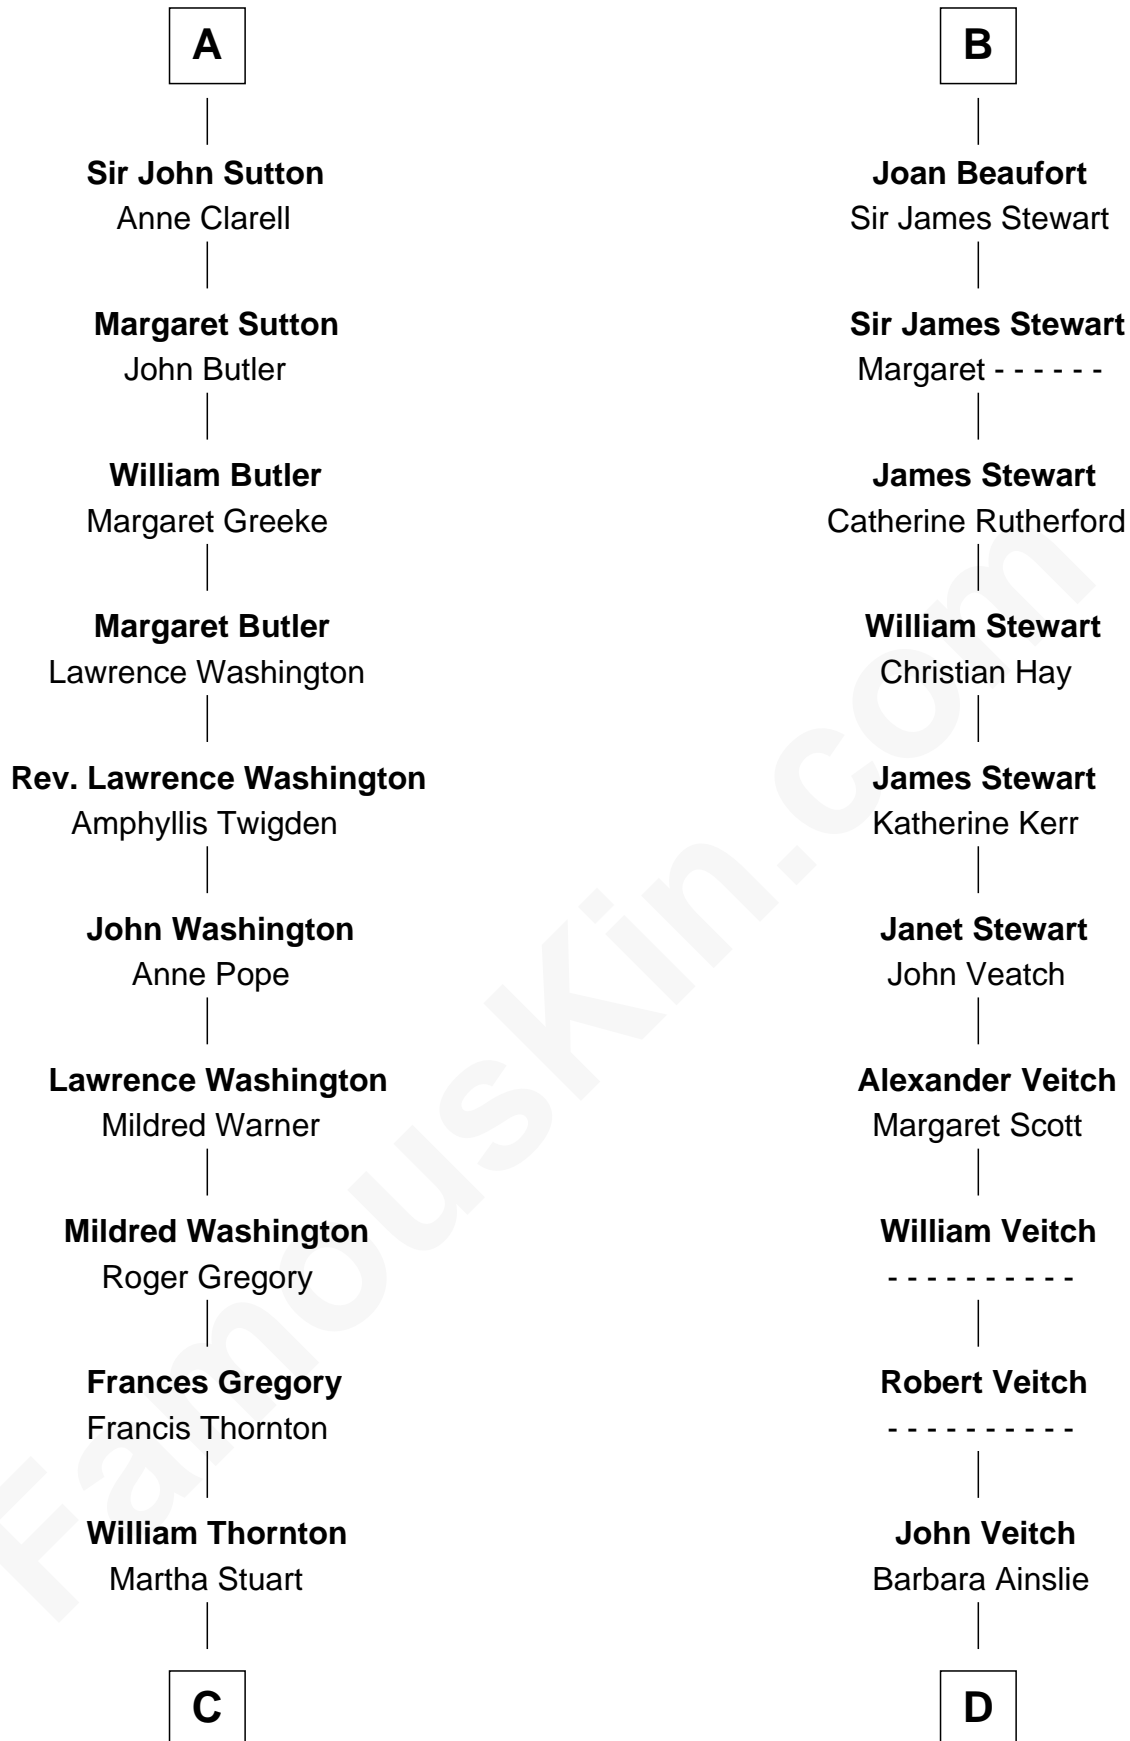 A
Sir John Sutton
Anne Clarell
Margaret Sutton
John Butler
William Butler
Margaret Greeke
Margaret Butler
Lawrence Washington
Rev. Lawrence Washington
Amphyllis Twigden
John Washington
Anne Pope
Lawrence Washington
Mildred Warner
Mildred Washington
Roger Gregory
Frances Gregory
Francis Thornton
William Thornton
Martha Stuart
C
B
Joan Beaufort
Sir James Stewart
Sir James Stewart
Margaret - - - - - -
James Stewart
Catherine Rutherford
William Stewart
Christian Hay
James Stewart
Katherine Kerr
Janet Stewart
John Veatch
Alexander Veitch
Margaret Scott
William Veitch
- - - - - - - - - -
Robert Veitch
- - - - - - - - - -
John Veitch
Barbara Ainslie
D
FamousKin.com